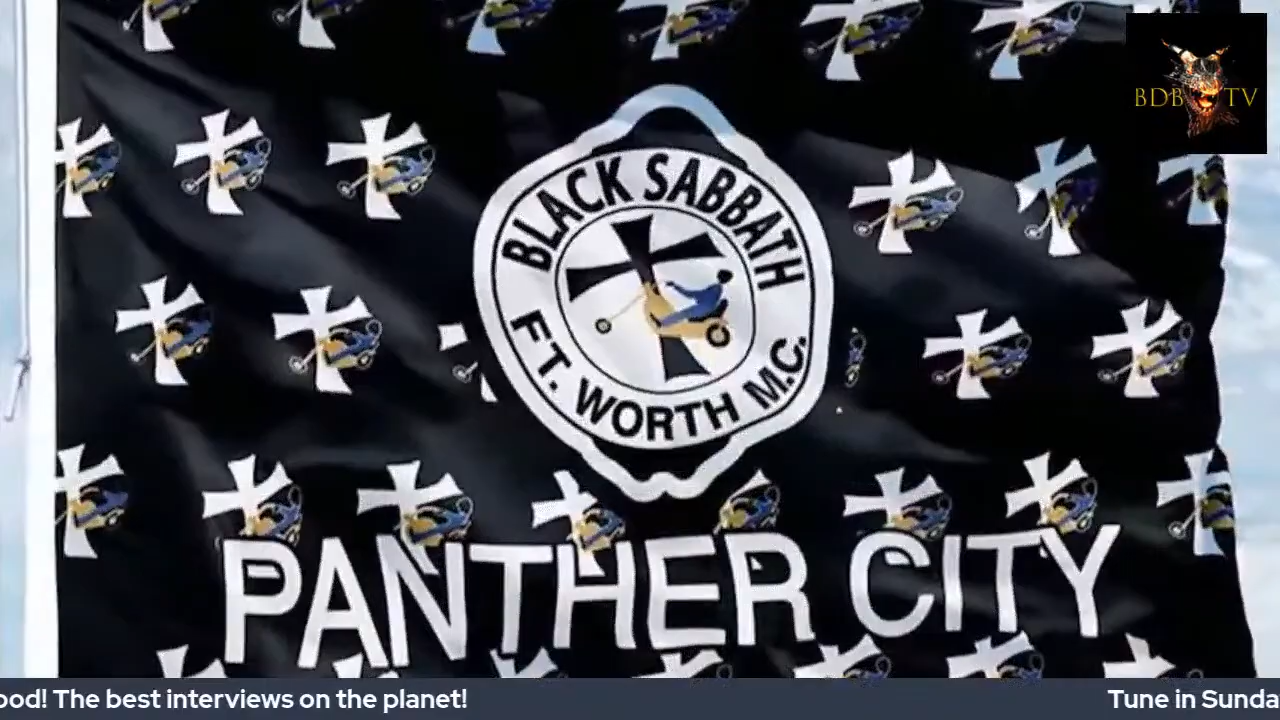 BDB TV
BLACK SABBATH
FT. WORTH M.C.
PANTHER CITY
ood! The best interviews on the planet!
Tune in Sunda